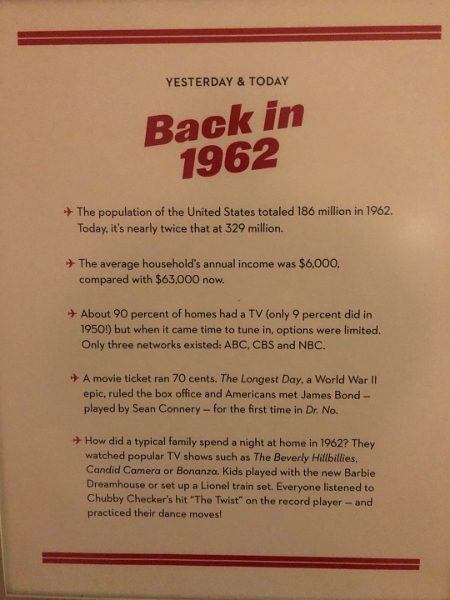 YESTERDAY & TODAY
Back in
1962
✈ The population of the United States totaled 186 million in 1962.
Today, it's nearly twice that at 329 million.
✈ The average household's annual income was $6,000,
compared with $63,000 now.
✈ About 90 percent of homes had a TV (only 9 percent did in
1950!) but when it came time to tune in, options were limited.
Only three networks existed: ABC, CBS and NBC.
✈ A movie ticket ran 70 cents. The Longest Day, a World War II
epic, ruled the box office and Americans met James Bond —
played by Sean Connery — for the first time in Dr. No.
✈ How did a typical family spend a night at home in 1962? They
watched popular TV shows such as The Beverly Hillbillies,
Candid Camera or Bonanza. Kids played with the new Barbie
Dreamhouse or set up a Lionel train set. Everyone listened to
Chubby Checker's hit "The Twist" on the record player — and
practiced their dance moves!